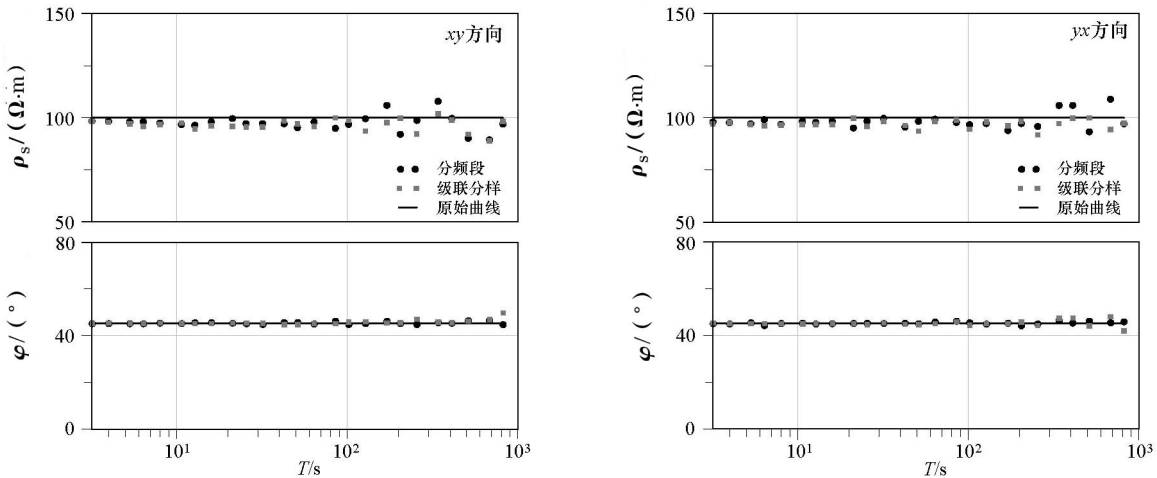 150
xy方向
100
ρs/(Ω·m)
分频段
级联分样
原始曲线
50
80
φ/(°)
40
0
10¹
10²
10³
T/s
150
yx方向
100
ρs/(Ω·m)
分频段
级联分样
原始曲线
50
80
φ/(°)
40
0
10¹
10²
10³
T/s